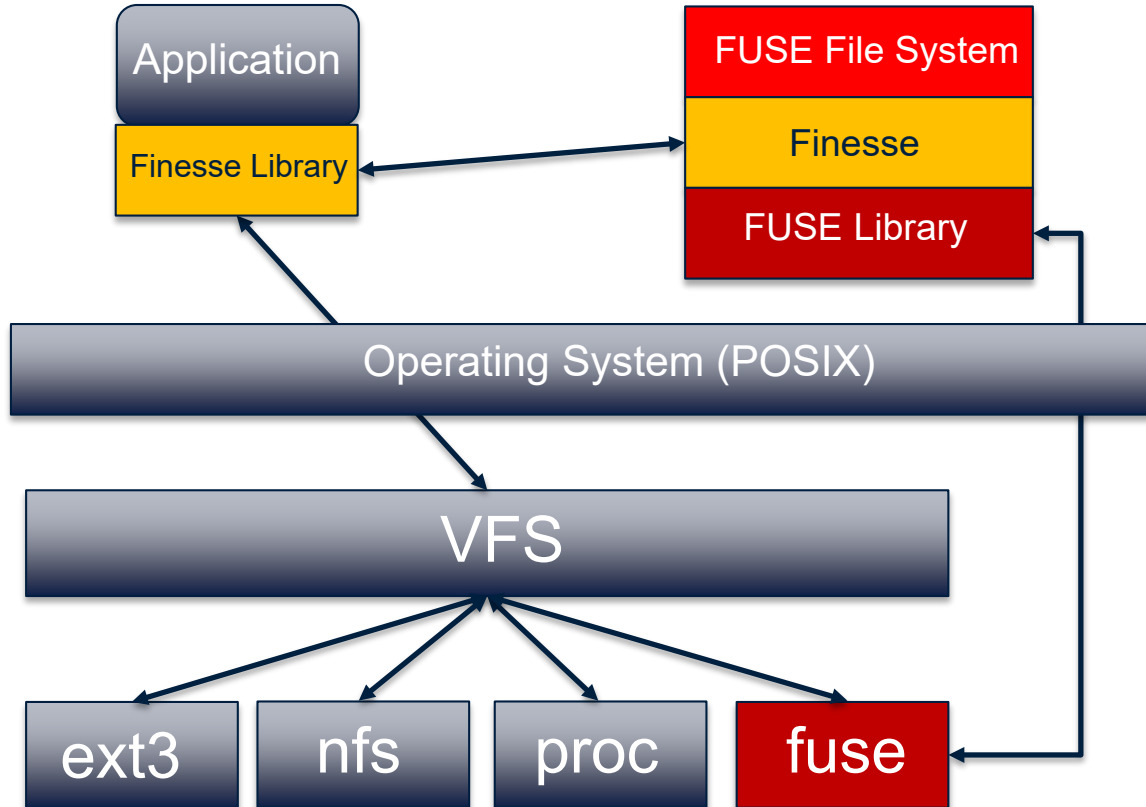 Application
FUSE File System
Finesse Library
Finesse
FUSE Library
Operating System (POSIX)
VFS
ext3
nfs
proc
fuse